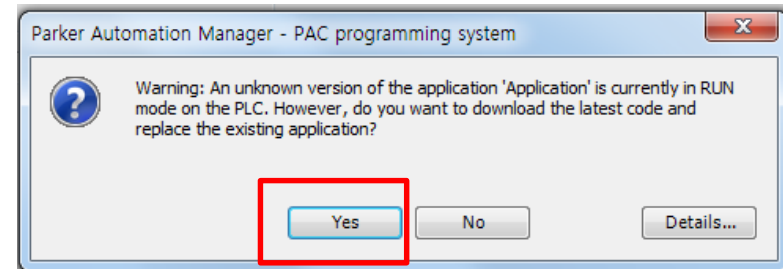 Parker Automation Manager - PAC programming system
Warning: An unknown version of the application 'Application' is currently in RUN
mode on the PLC. However, do you want to download the latest code and
replace the existing application?
Yes No Details...